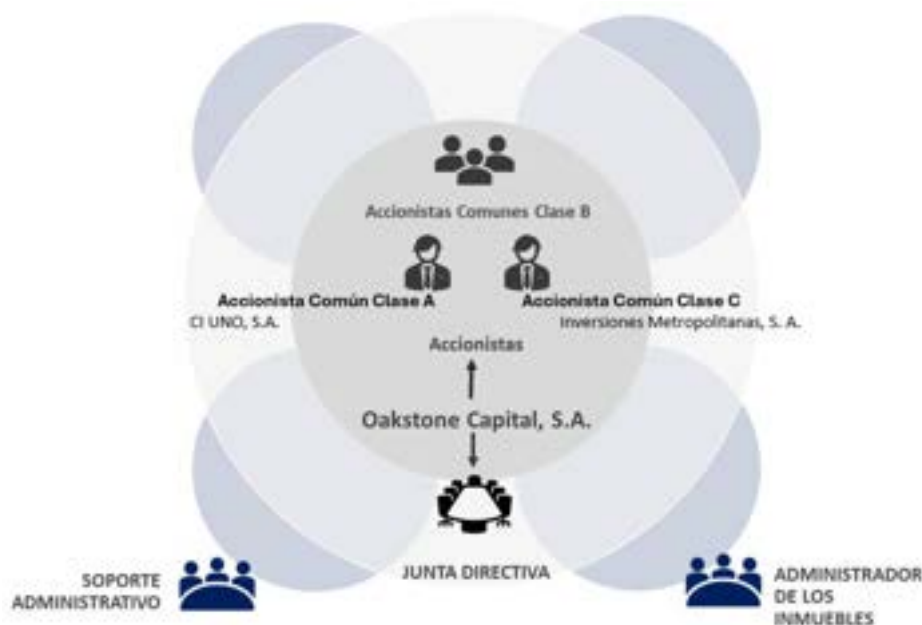 Accionistas Comunes Clase B
Accionista Común Clase A
CI UNO, S.A.
Accionista Común Clase C
Inversiones Metropolitanas, S. A.
Accionistas
Oakstone Capital, S.A.
JUNTA DIRECTIVA
SOPORTE
ADMINISTRATIVO
ADMINISTRADOR
DE LOS
INMUEBLES